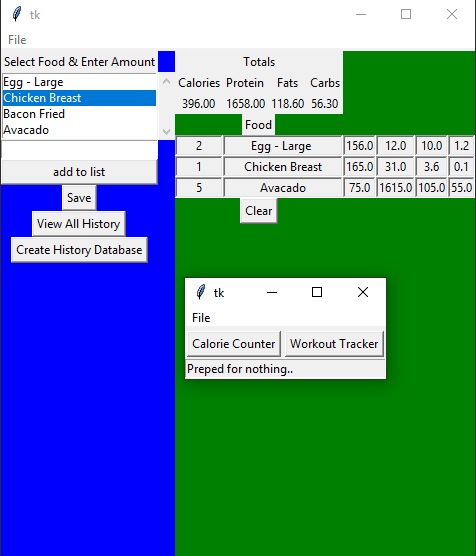 tk
File
Select Food & Enter Amount
Egg - Large
Chicken Breast
Bacon Fried
Avacado
add to list
Save
View All History
Create History Database
Totals
Calories Protein Fats Carbs
396.00 1658.00 118.60 56.30
Food
2 Egg - Large 156.0 12.0 10.0 1.2
1 Chicken Breast 165.0 31.0 3.6 0.1
5 Avacado 75.0 1615.0 105.0 55.0
Clear
tk
File
Calorie Counter Workout Tracker
Preped for nothing..